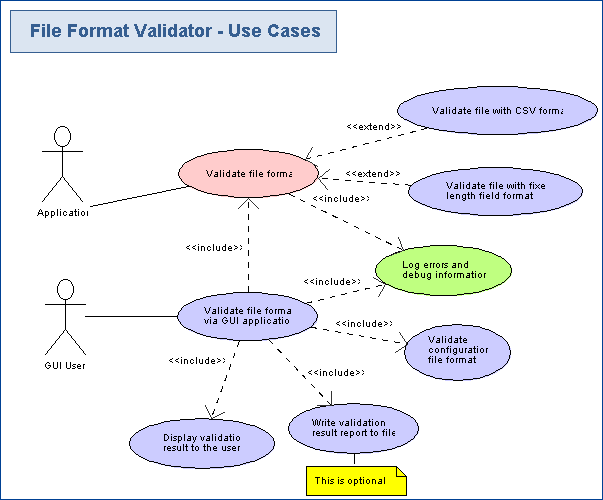 File Format Validator - Use Cases
Validate file with CSV forma
<<extend>>
Validate file forma
<<extend>>
Validate file with fixe
length field format
Application
<<include>>
<<include>>
Log errors and
debug information
<<include>>
Validate file forma
via GUI applicatio
<<include>>
Validate
configuration
file format
GUI User
<<include>>
<<include>>
Write validation
result report to file
Display validatio
result to the user
This is optional